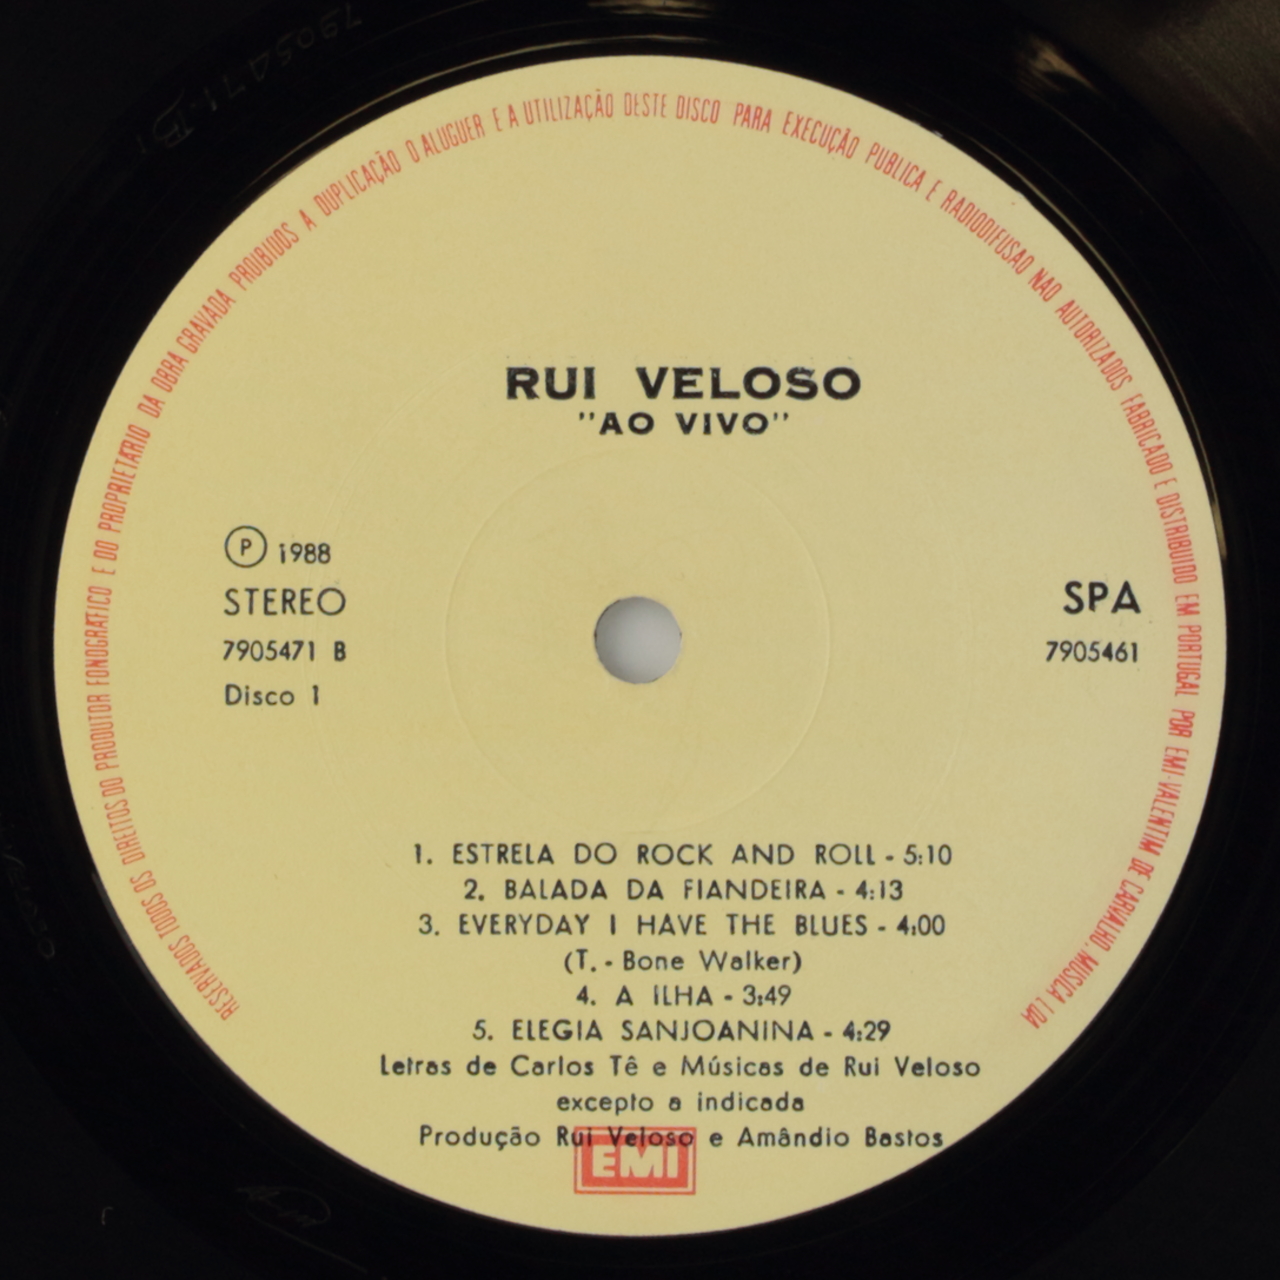 RESERVADOS TODOS OS DIREITOS DO PRODUTOR FONOGRAFICO E DO PROPRIETARIO DA OBRA GRAVADA PROIBIDOS A DUPLICAÇÃO O ALUGUER E A UTILIZAÇÃO DESTE DISCO PARA EXECUÇÃO PUBLICA E RADIODIFUSAO NAO AUTORIZADOS FABRICADO E DISTRIBUIDO EM PORTUGAL POR EMI-VALENTIM DE CARVALHO, MUSICA LDA
RUI VELOSO
"AO VIVO"
Ⓟ 1988
STEREO
7905471 B
Disco 1
SPA
7905461
1. ESTRELA DO ROCK AND ROLL - 5:10
2. BALADA DA FIANDEIRA - 4:13
3. EVERYDAY I HAVE THE BLUES - 4:00
(T. - Bone Walker)
4. A ILHA - 3:49
5. ELEGIA SANJOANINA - 4:29
Letras de Carlos Tê e Músicas de Rui Veloso
excepto a indicada
Produção Rui Veloso e Amândio Bastos
EMI